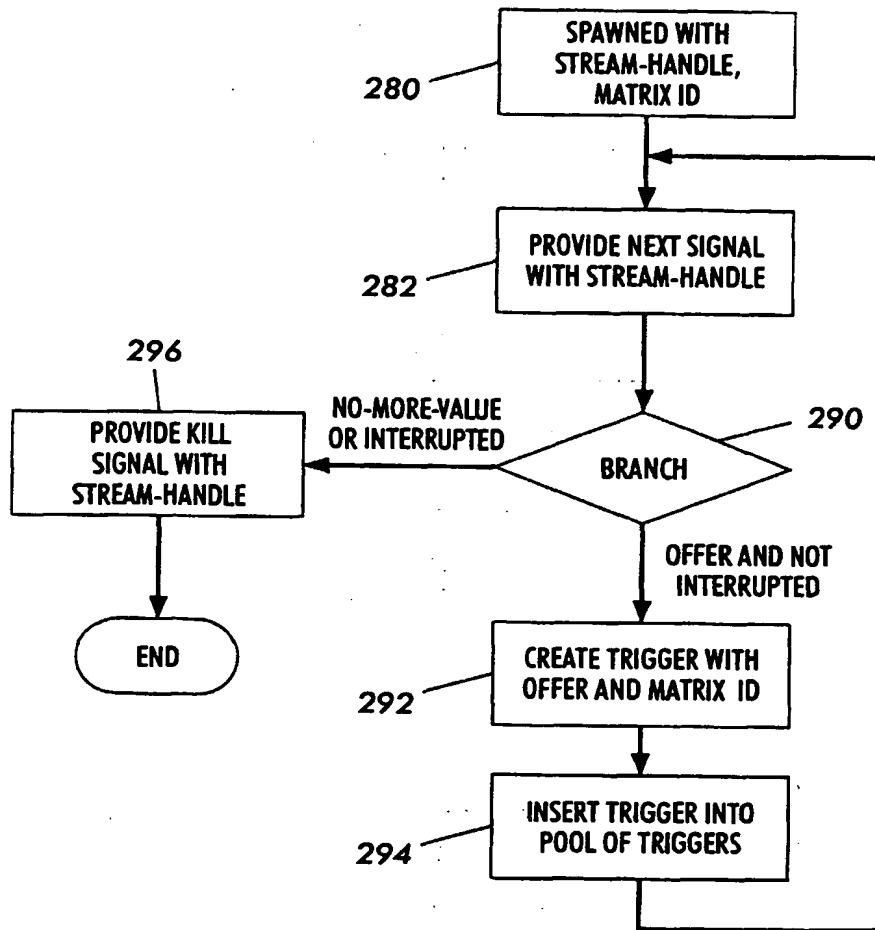 SPAWNED WITH
STREAM-HANDLE,
MATRIX ID
280
PROVIDE NEXT SIGNAL
WITH STREAM-HANDLE
282
296
PROVIDE KILL
SIGNAL WITH
STREAM-HANDLE
NO-MORE-VALUE
OR INTERRUPTED
BRANCH
290
OFFER AND NOT
INTERRUPTED
END
CREATE TRIGGER WITH
OFFER AND MATRIX ID
292
INSERT TRIGGER INTO
POOL OF TRIGGERS
294